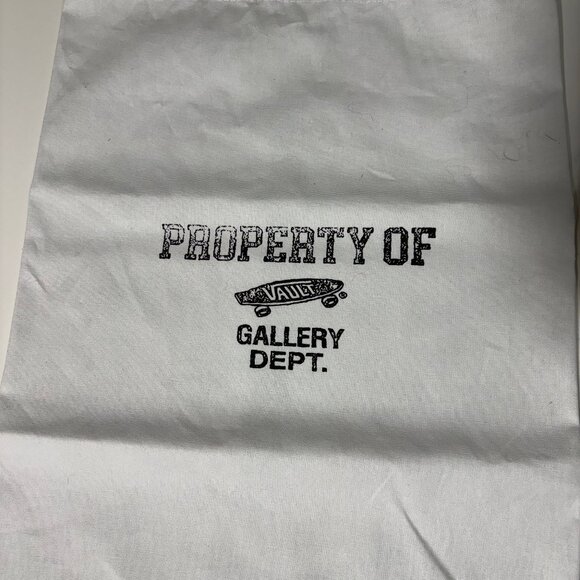 PROPERTY OF
VAULT
GALLERY
DEPT.